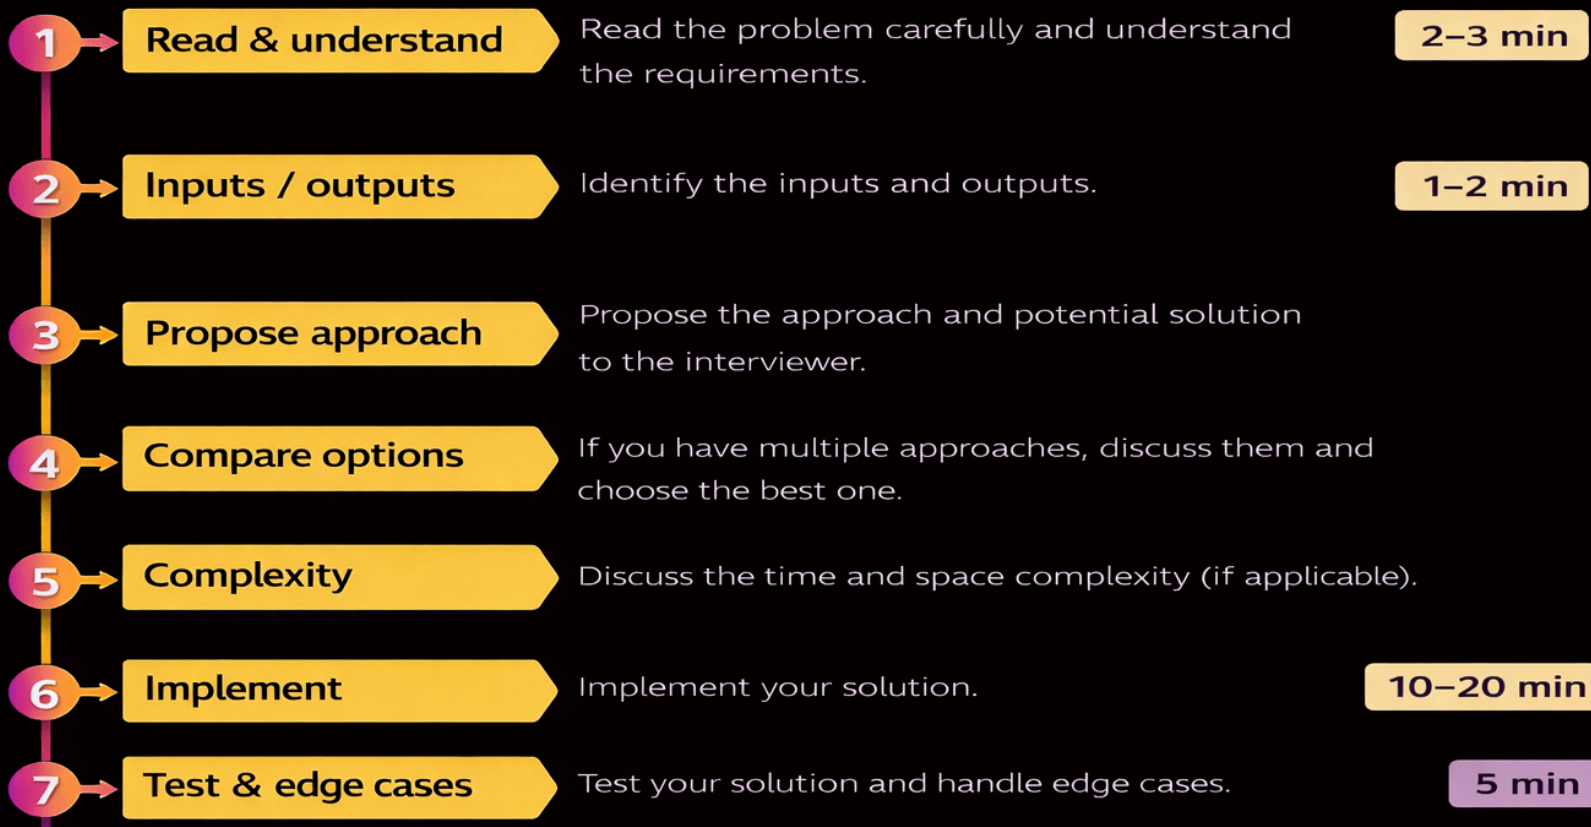 1
Read & understand
Read the problem carefully and understand
the requirements.
2–3 min
2
Inputs / outputs
Identify the inputs and outputs.
1–2 min
3
Propose approach
Propose the approach and potential solution
to the interviewer.
4
Compare options
If you have multiple approaches, discuss them and
choose the best one.
5
Complexity
Discuss the time and space complexity (if applicable).
6
Implement
Implement your solution.
10–20 min
7
Test & edge cases
Test your solution and handle edge cases.
5 min